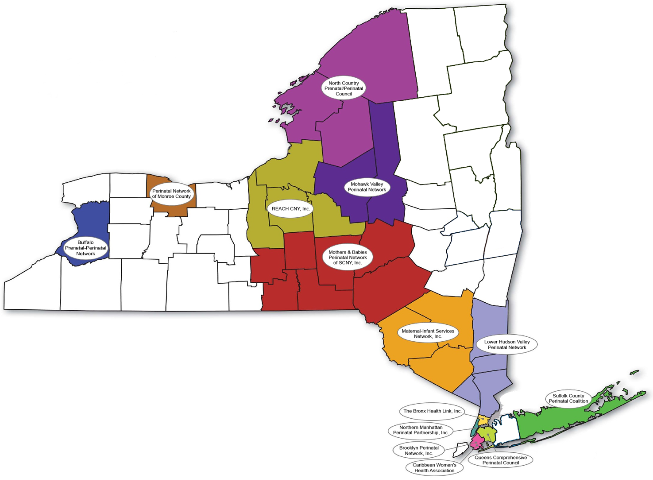 North Country
Prenatal/Perinatal
Council
Perinatal Network
of Monroe County
Mohawk Valley
Perinatal Network
REACH CNY, Inc.
Buffalo
Prenatal-Perinatal
Network
Mothers & Babies
Perinatal Network
of SCNY, Inc.
Maternal-Infant Services
Network, Inc.
Lower Hudson Valley
Perinatal Network
Suffolk County
Perinatal Coalition
The Bronx Health Link, Inc.
Northern Manhattan
Perinatal Partnership, Inc.
Brooklyn Perinatal
Network, Inc.
Caribbean Women's
Health Association
Queens Comprehensive
Perinatal Council